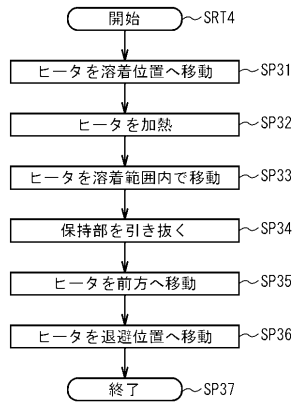 開始 SRT4
ヒータを溶着位置へ移動 SP31
ヒータを加熱 SP32
ヒータを溶着範囲内で移動 SP33
保持部を引き抜く SP34
ヒータを前方へ移動 SP35
ヒータを退避位置へ移動 SP36
終了 SP37